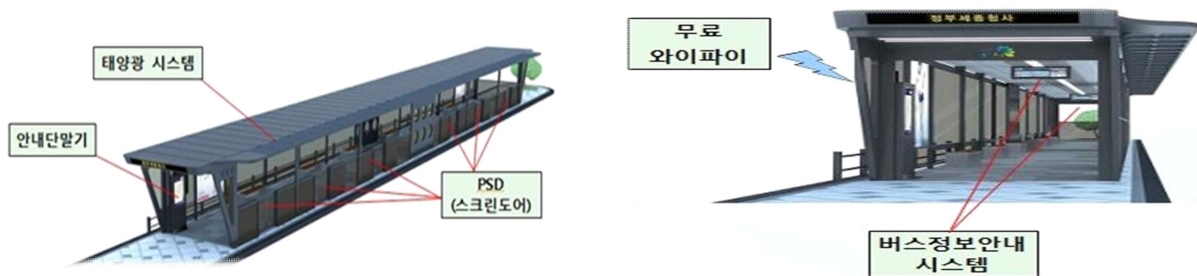 태양광 시스템
안내단말기
PSD
(스크린도어)
무료
와이파이
정부세종청사
버스정보안내
시스템